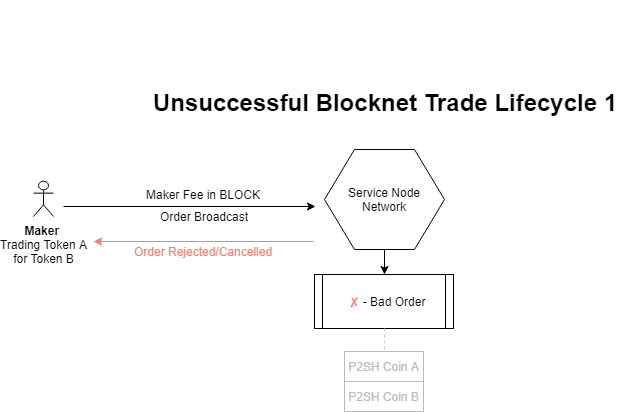 Unsuccessful Blocknet Trade Lifecycle 1
Maker Fee in BLOCK
Order Broadcast
Service Node
Network
Maker
Trading Token A
for Token B
Order Rejected/Cancelled
✗ - Bad Order
P2SH Coin A
P2SH Coin B